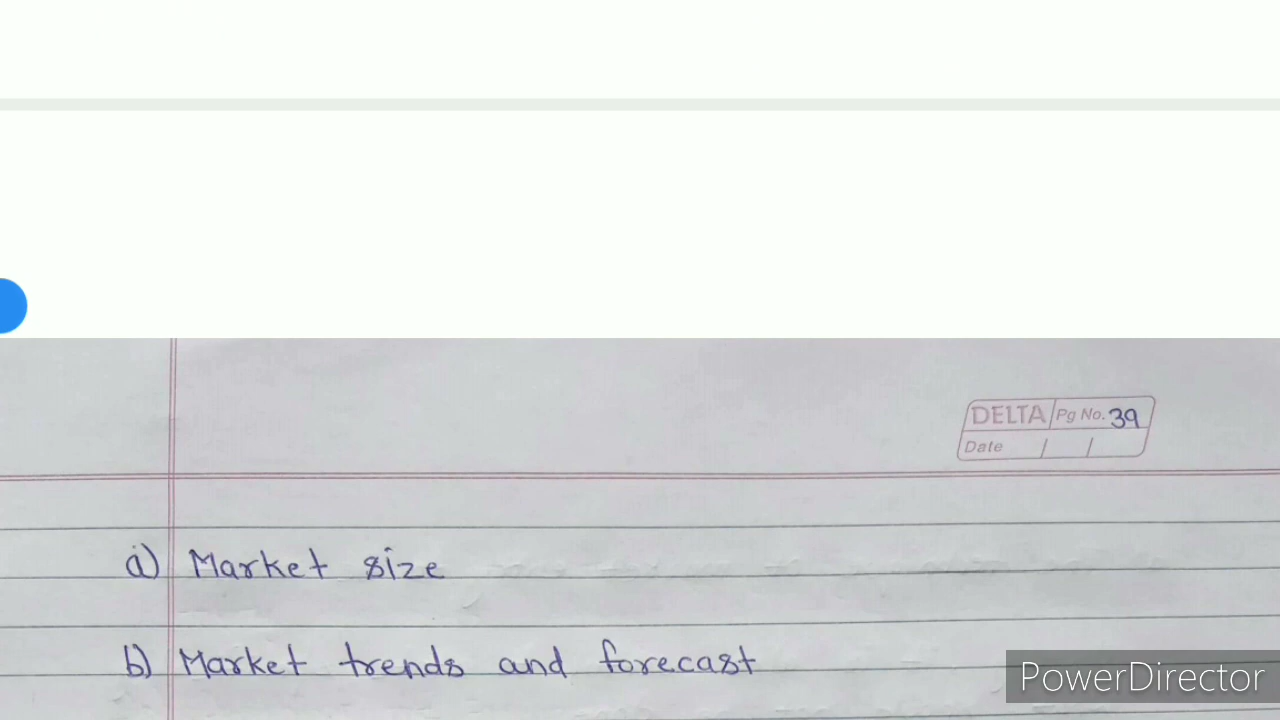 DELTA Pg No. 39
Date / /
a) Market size
b) Market trends and forecast
PowerDirector